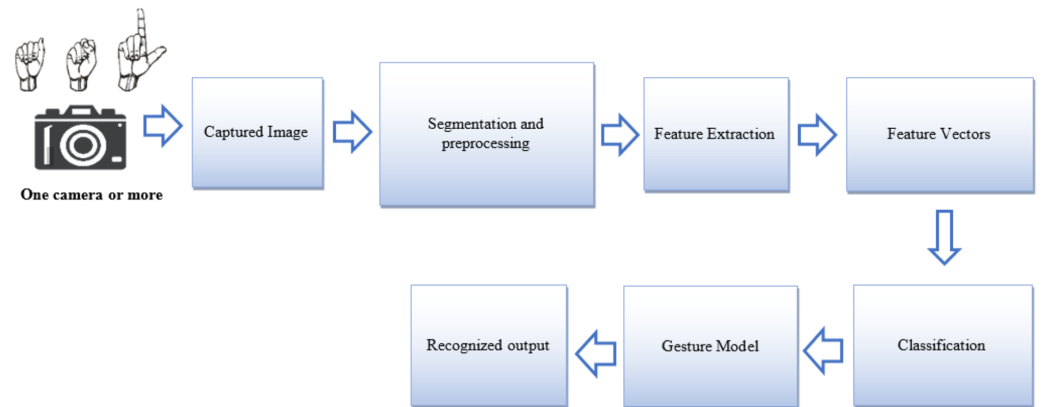 One camera or more
Captured Image
Segmentation and
preprocessing
Feature Extraction
Feature Vectors
Classification
Gesture Model
Recognized output